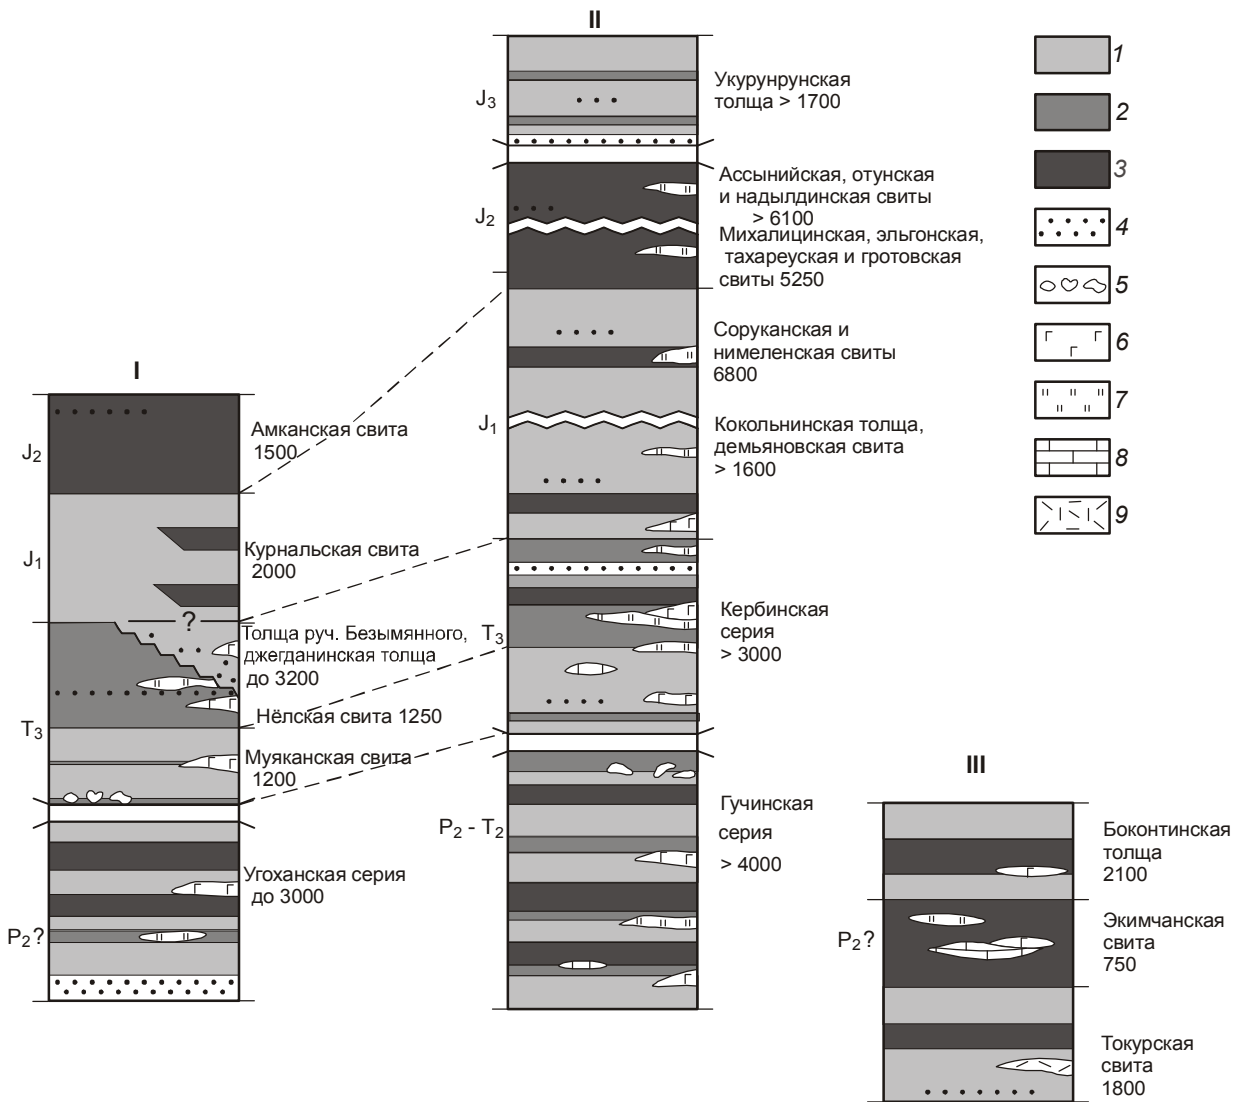 I
J₂
Амканская свита
1500
J₁
Курнальская свита
2000
?
Толща руч. Безымянного,
джегданинская толща
до 3200
Нёлская свита 1250
T₃
Муяканская свита
1200
Угоханская серия
до 3000
P₂?
II
J₃
Укурунрунская
толща > 1700
Ассынийская, отунская
и надылдинская свиты
> 6100
J₂
Михалицинская, эльгонская,
тахареуская и гротовская
свиты 5250
Соруканская и
нимеленская свиты
6800
J₁
Кокольнинская толща,
демьяновская свита
> 1600
T₃
Кербинская
серия
> 3000
P₂ - T₂
Гучинская
серия
> 4000
III
Боконтинская
толща
2100
P₂?
Экимчанская
свита
750
Токурская
свита
1800
1
2
3
4
5
6
7
8
9